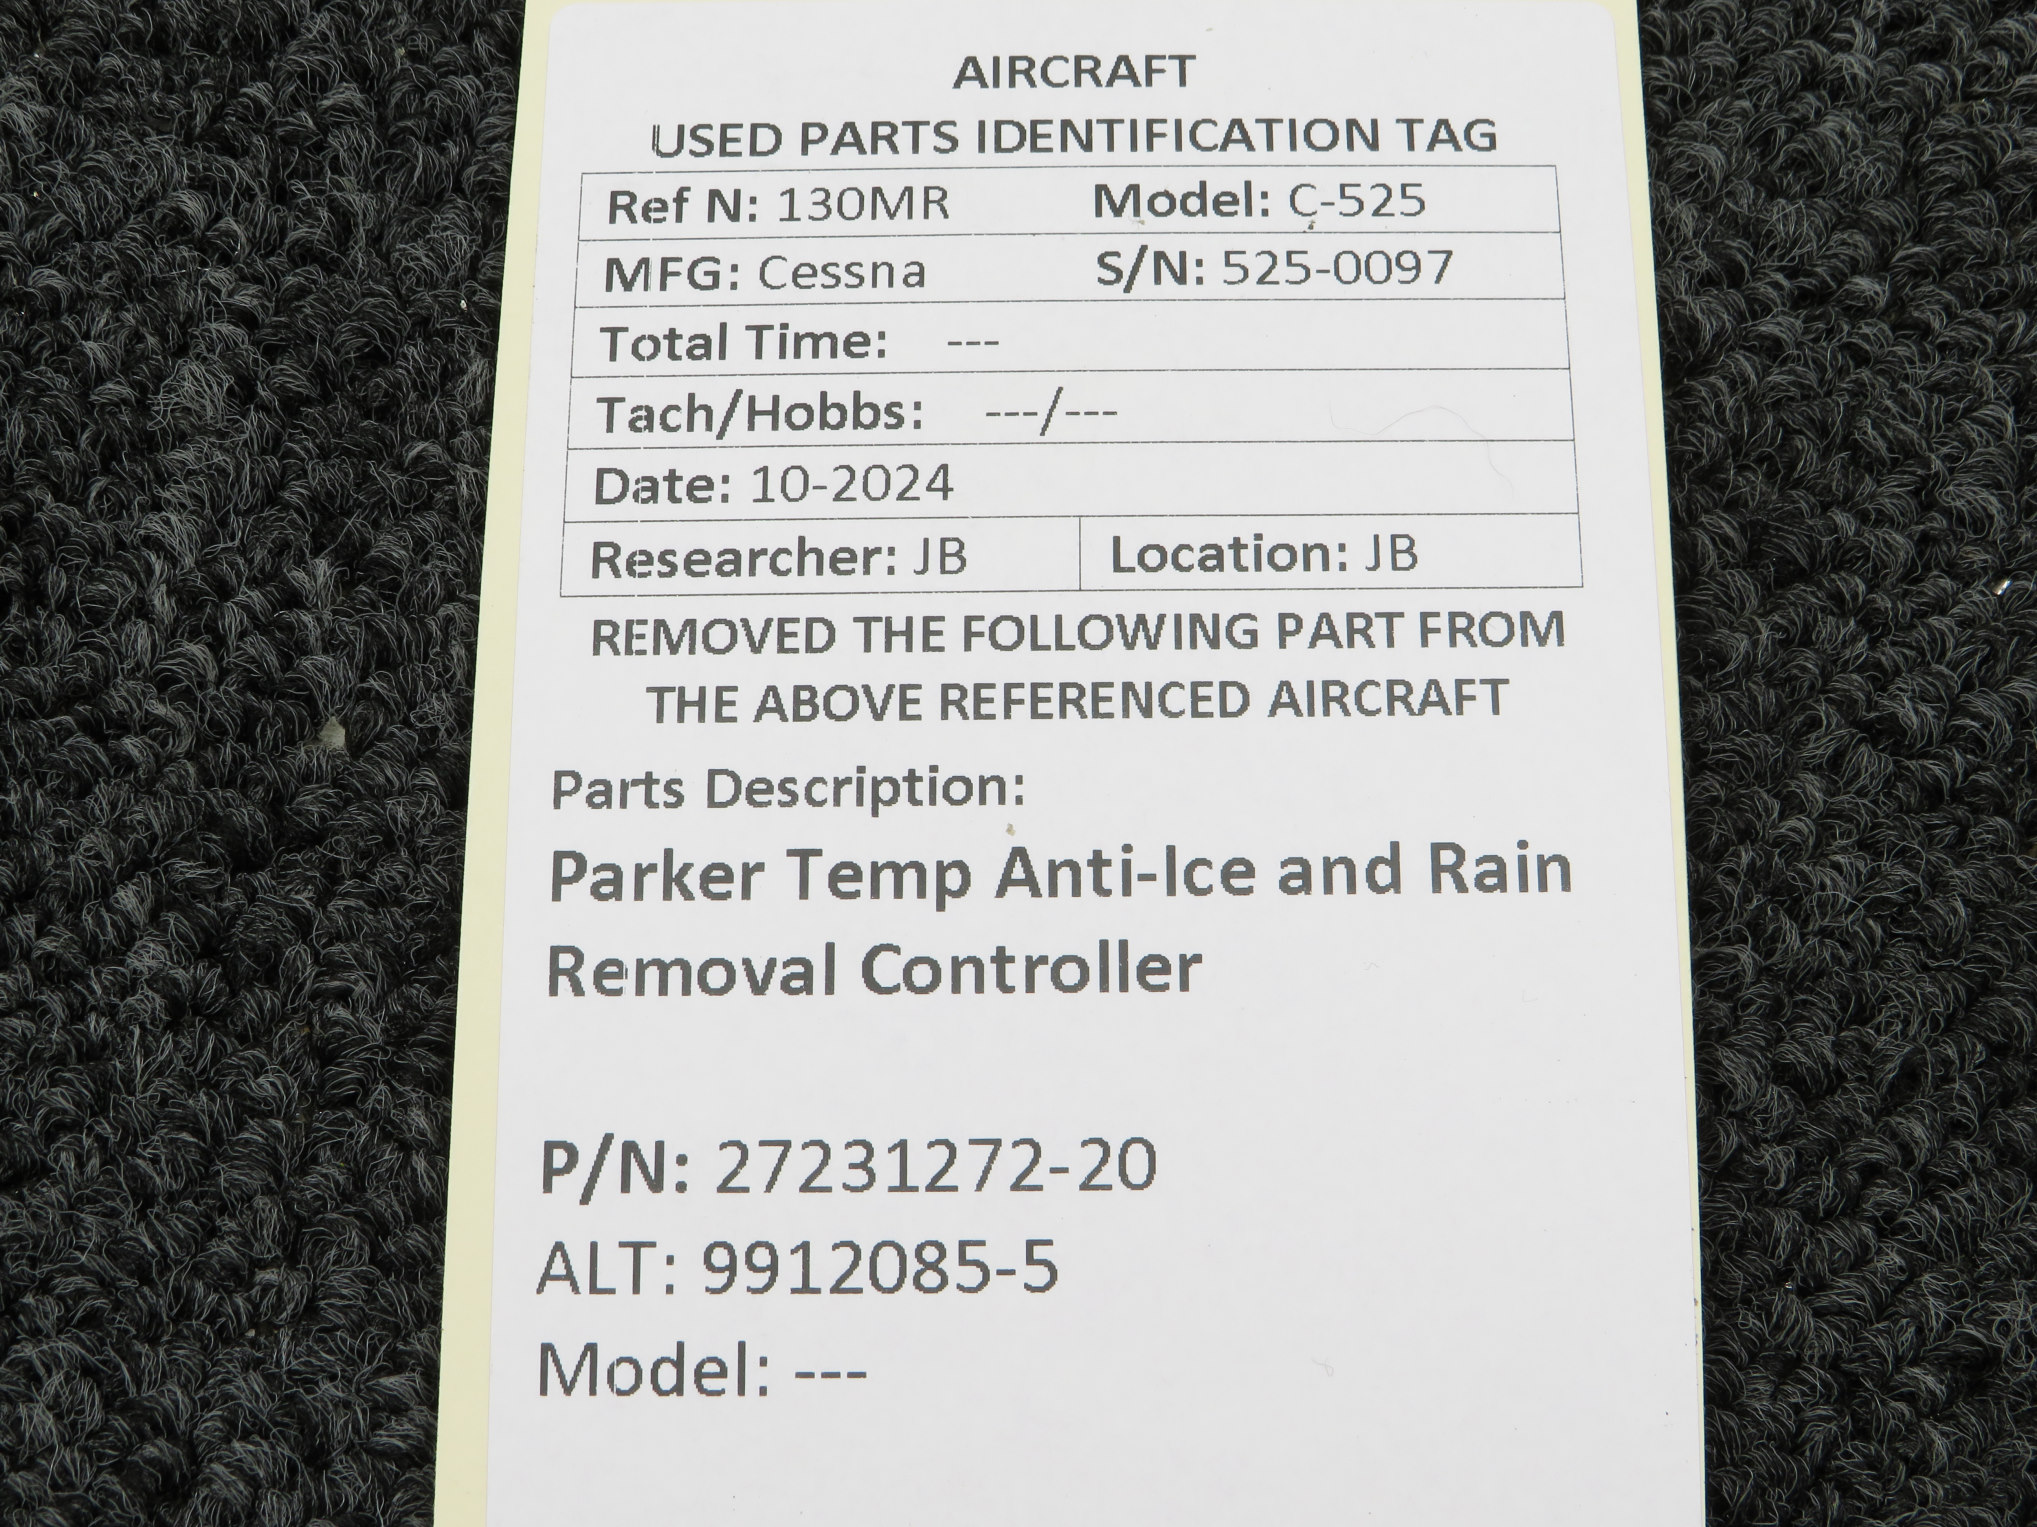 AIRCRAFT
USED PARTS IDENTIFICATION TAG
Ref N: 130MR Model: C-525
MFG: Cessna S/N: 525-0097
Total Time: ---
Tach/Hobbs: ---/---
Date: 10-2024
Researcher: JB Location: JB
REMOVED THE FOLLOWING PART FROM
THE ABOVE REFERENCED AIRCRAFT
Parts Description:
Parker Temp Anti-Ice and Rain
Removal Controller
P/N: 27231272-20
ALT: 9912085-5
Model: ---